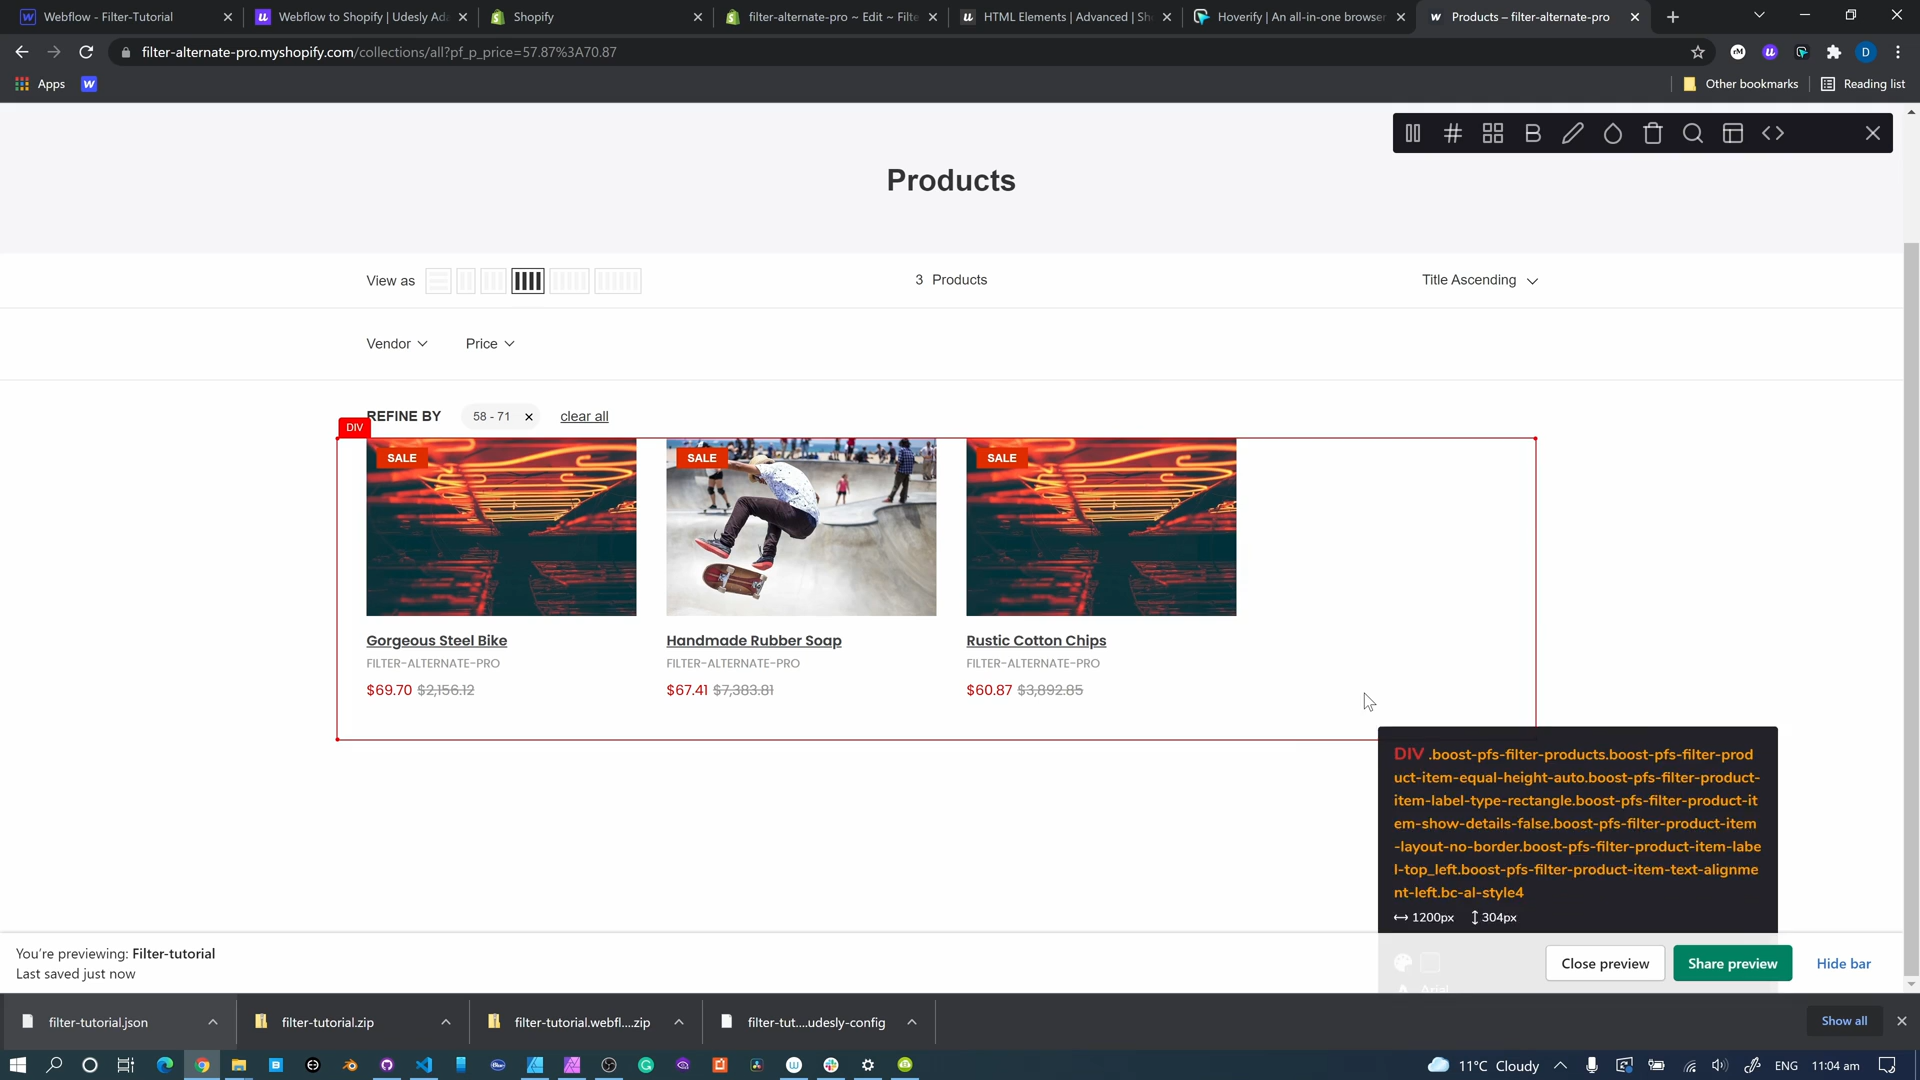 Webflow - Filter-Tutorial
Webflow to Shopify | Udesly Ad
Shopify
filter-alternate-pro ~ Edit ~ Filte
HTML Elements | Advanced | Sh
Hoverify | An all-in-one browser
Products – filter-alternate-pro
filter-alternate-pro.myshopify.com/collections/all?pf_p_price=57.87%3A70.87
Apps
Other bookmarks
Reading list
Products
View as
3 Products
Title Ascending
Vendor
Price
REFINE BY
58 - 71
clear all
DIV
SALE
SALE
SALE
Gorgeous Steel Bike
FILTER-ALTERNATE-PRO
$69.70 $2,156.12
Handmade Rubber Soap
FILTER-ALTERNATE-PRO
$67.41 $7,383.81
Rustic Cotton Chips
FILTER-ALTERNATE-PRO
$60.87 $3,892.85
DIV .boost-pfs-filter-products.boost-pfs-filter-prod
uct-item-equal-height-auto.boost-pfs-filter-product-
item-label-type-rectangle.boost-pfs-filter-product-it
em-show-details-false.boost-pfs-filter-product-item
-layout-no-border.boost-pfs-filter-product-item-labe
l-top_left.boost-pfs-filter-product-item-text-alignme
nt-left.bc-al-style4
1200px 304px
Arial
You're previewing: Filter-tutorial
Last saved just now
Close preview
Share preview
Hide bar
filter-tutorial.json
filter-tutorial.zip
filter-tutorial.webfl....zip
filter-tut....udesly-config
Show all
11°C Cloudy
ENG
11:04 am